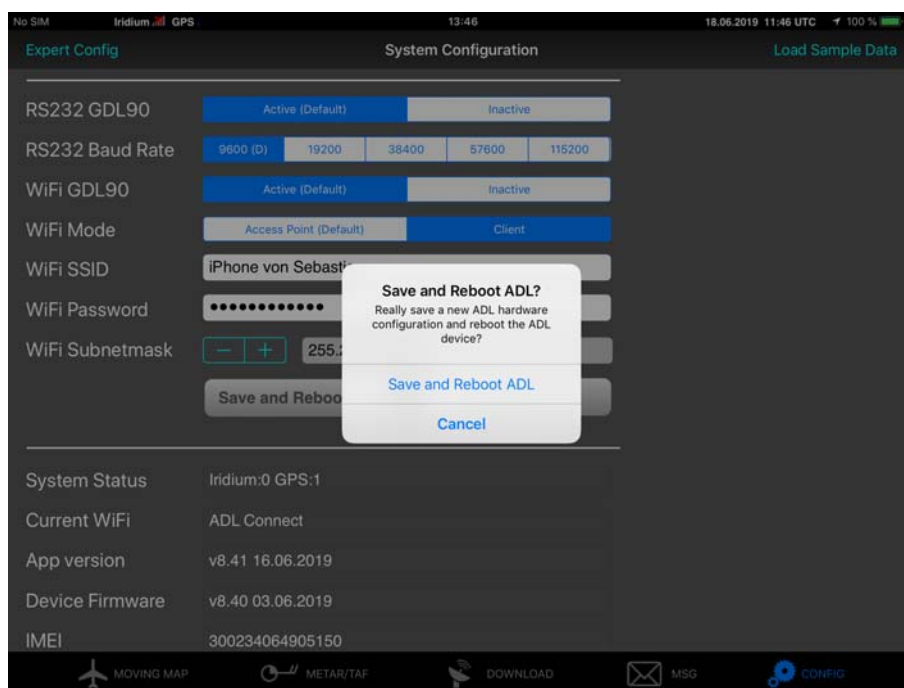 No SIM Iridium GPS 13:46 18.06.2019 11:46 UTC 100 %
Expert Config System Configuration Load Sample Data
RS232 GDL90 Active (Default) Inactive
RS232 Baud Rate 9600 (D) 19200 38400 57600 115200
WiFi GDL90 Active (Default) Inactive
WiFi Mode Access Point (Default) Client
WiFi SSID iPhone von
WiFi Password ••••••••••••
WiFi Subnetmask − + 255.
Save and
Save and Reboot ADL?
Really save a new ADL hardware
configuration and reboot the ADL
device?
Save and Reboot ADL
Cancel
System Status Iridium:0 GPS:1
Current WiFi ADL Connect
App version v8.41 16.06.2019
Device Firmware v8.40 03.06.2019
IMEI 300234064905150
MOVING MAP METAR/TAF DOWNLOAD MSG CONFIG